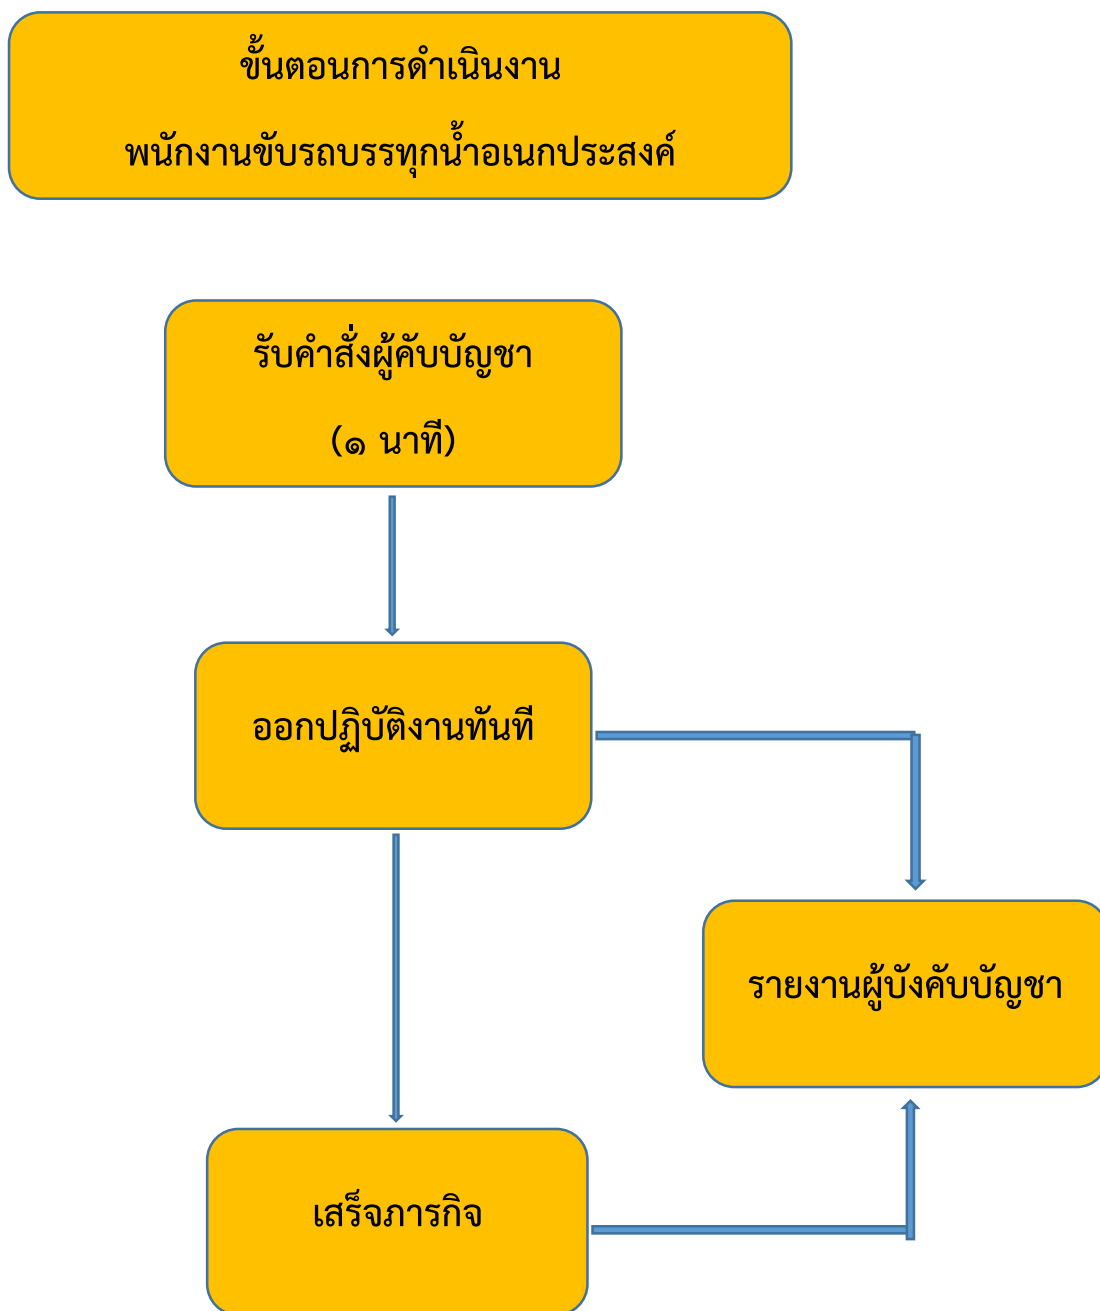 ขั้นตอนการดำเนินงาน
พนักงานขับรถบรรทุกน้ำอเนกประสงค์
รับคำสั่งผู้คับบัญชา
(๑ นาที)
ออกปฏิบัติงานทันที
รายงานผู้บังคับบัญชา
เสร็จภารกิจ